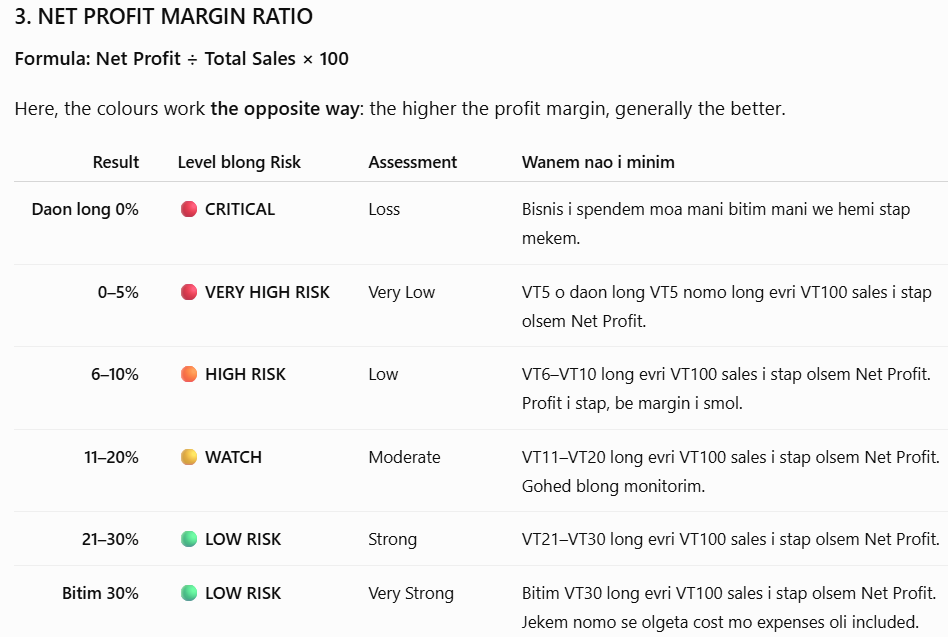 3. NET PROFIT MARGIN RATIO
Formula: Net Profit ÷ Total Sales × 100
Here, the colours work the opposite way: the higher the profit margin, generally the better.
Result Level blong Risk Assessment Wanem nao i minim
Daon long 0% 🔴 CRITICAL Loss Bisnis i spendem moa mani bitim mani we hemi stap
mekem.
0–5% 🔴 VERY HIGH RISK Very Low VT5 o daon long VT5 nomo long evri VT100 sales i stap
olsem Net Profit.
6–10% 🟠 HIGH RISK Low VT6–VT10 long evri VT100 sales i stap olsem Net Profit.
Profit i stap, be margin i smol.
11–20% 🟡 WATCH Moderate VT11–VT20 long evri VT100 sales i stap olsem Net Profit.
Gohed blong monitorim.
21–30% 🟢 LOW RISK Strong VT21–VT30 long evri VT100 sales i stap olsem Net Profit.
Bitim 30% 🟢 LOW RISK Very Strong Bitim VT30 long evri VT100 sales i stap olsem Net Profit.
Jekem nomo se olgeta cost mo expenses oli included.